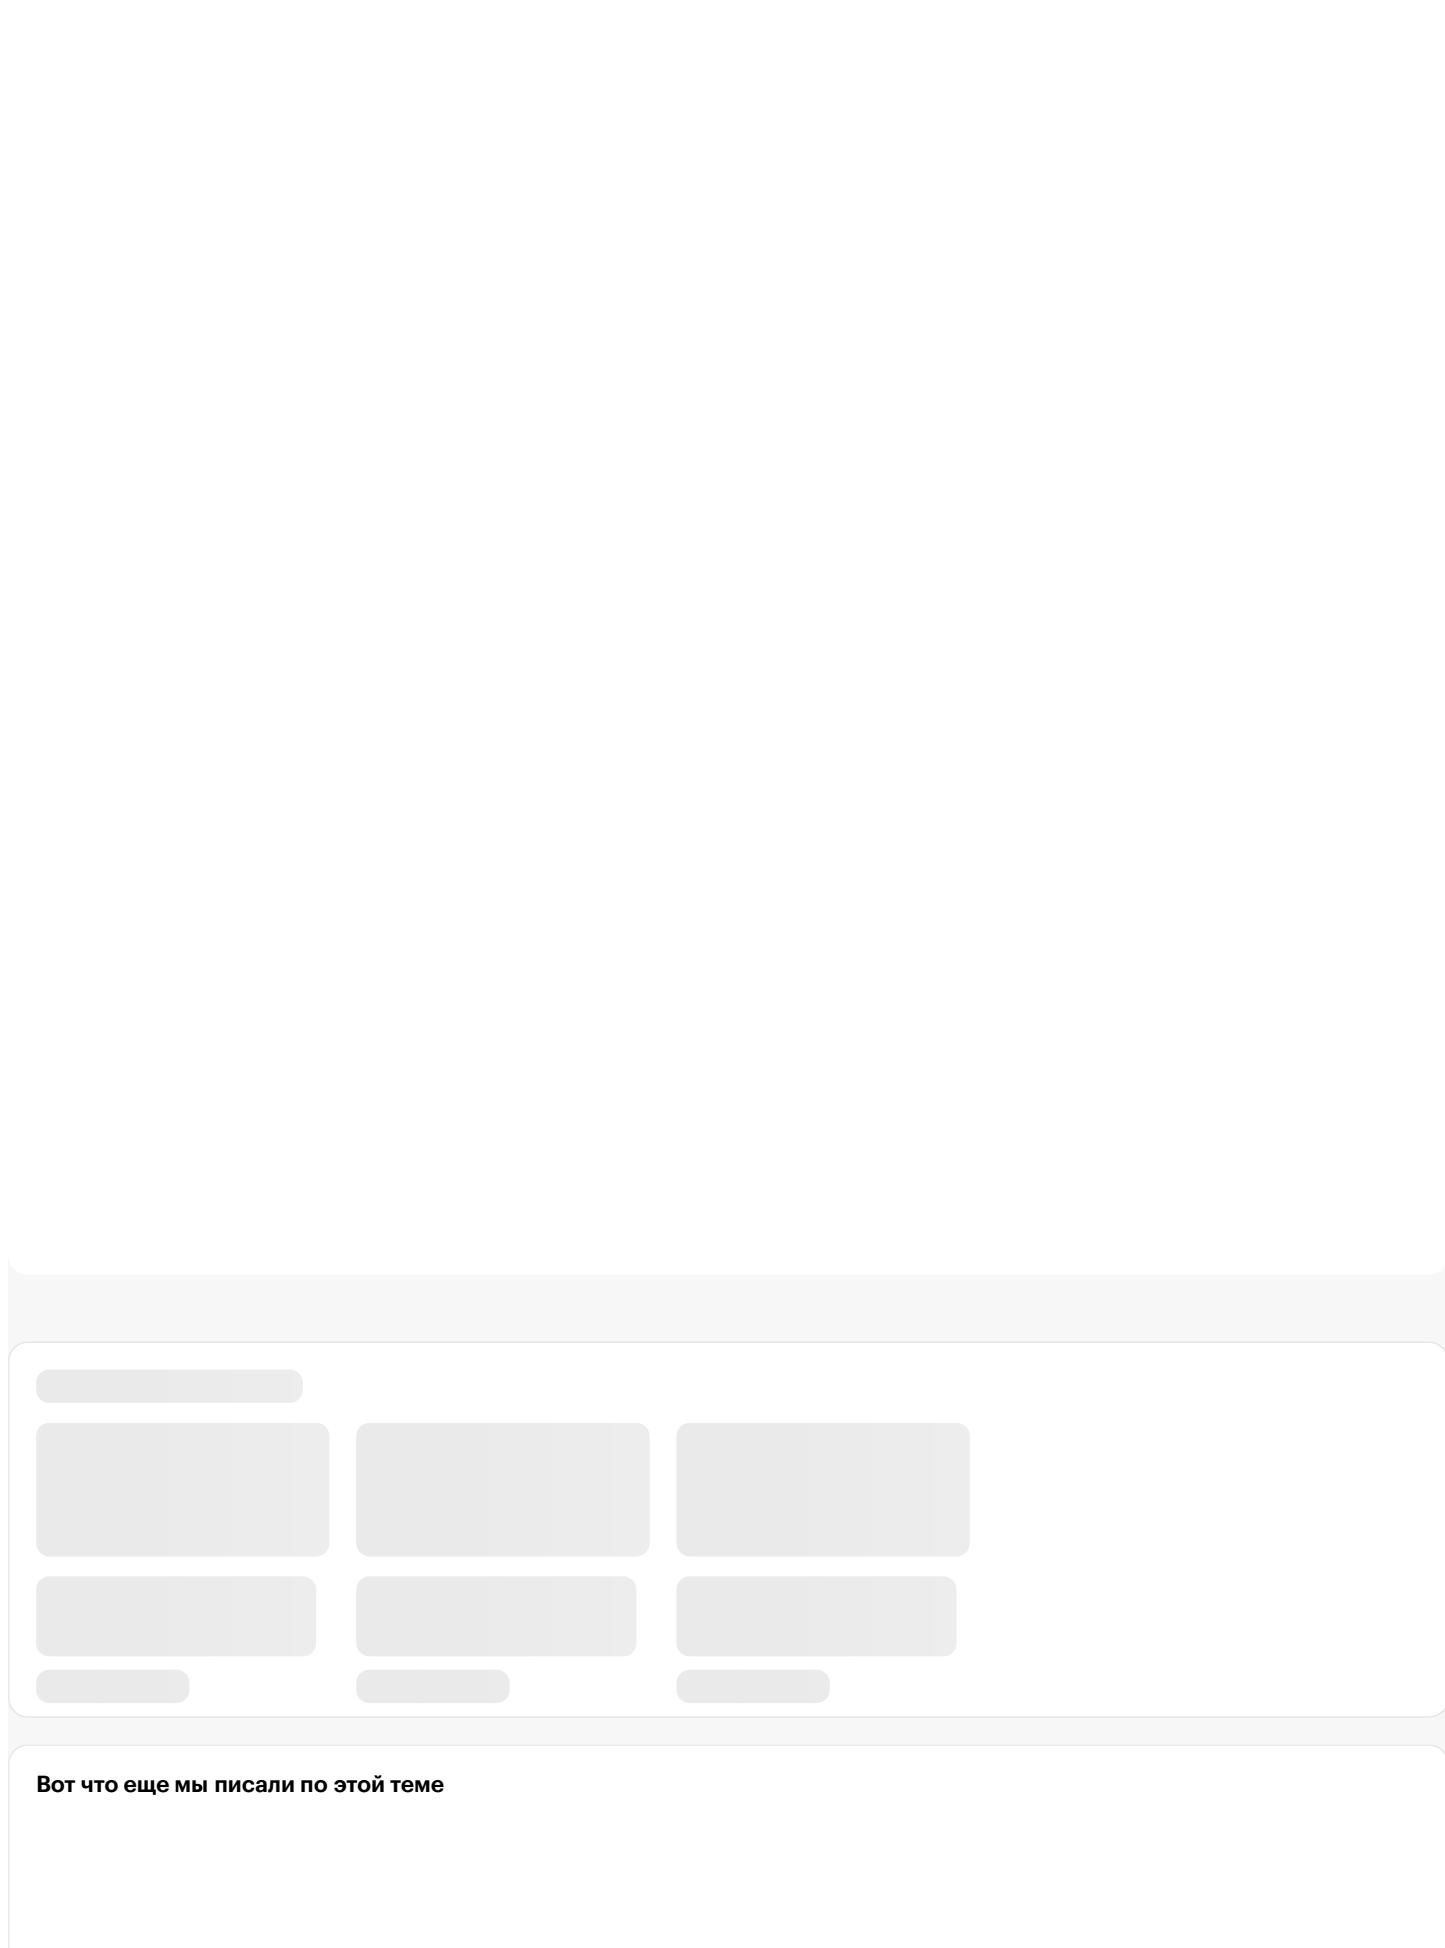 Вот что еще мы писали по этой теме